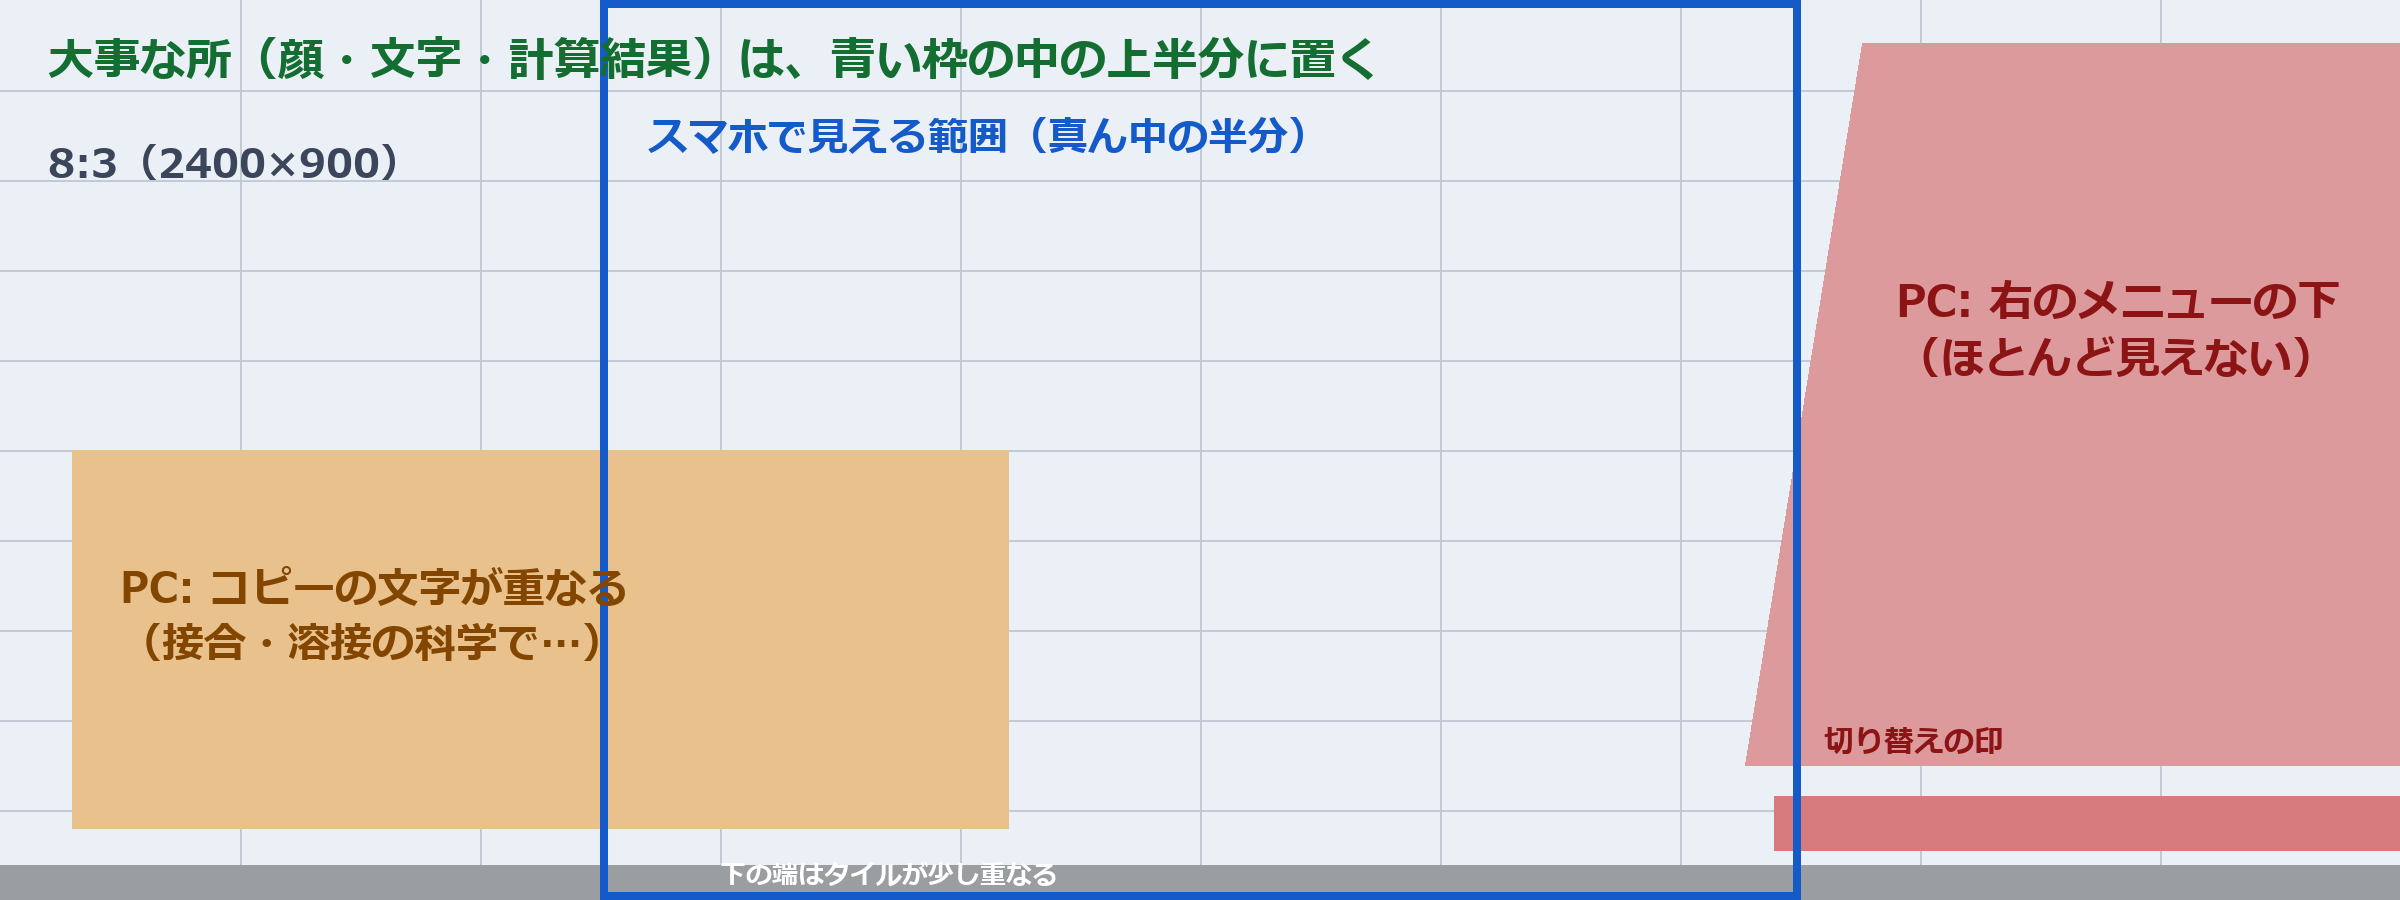 大事な所（顔・文字・計算結果）は、青い枠の中の上半分に置く
スマホで見える範囲（真ん中の半分）
8:3（2400×900）
PC: 右のメニューの下
（ほとんど見えない）
PC: コピーの文字が重なる
（接合・溶接の科学で…）
切り替えの印
下の端はタイルが少し重なる